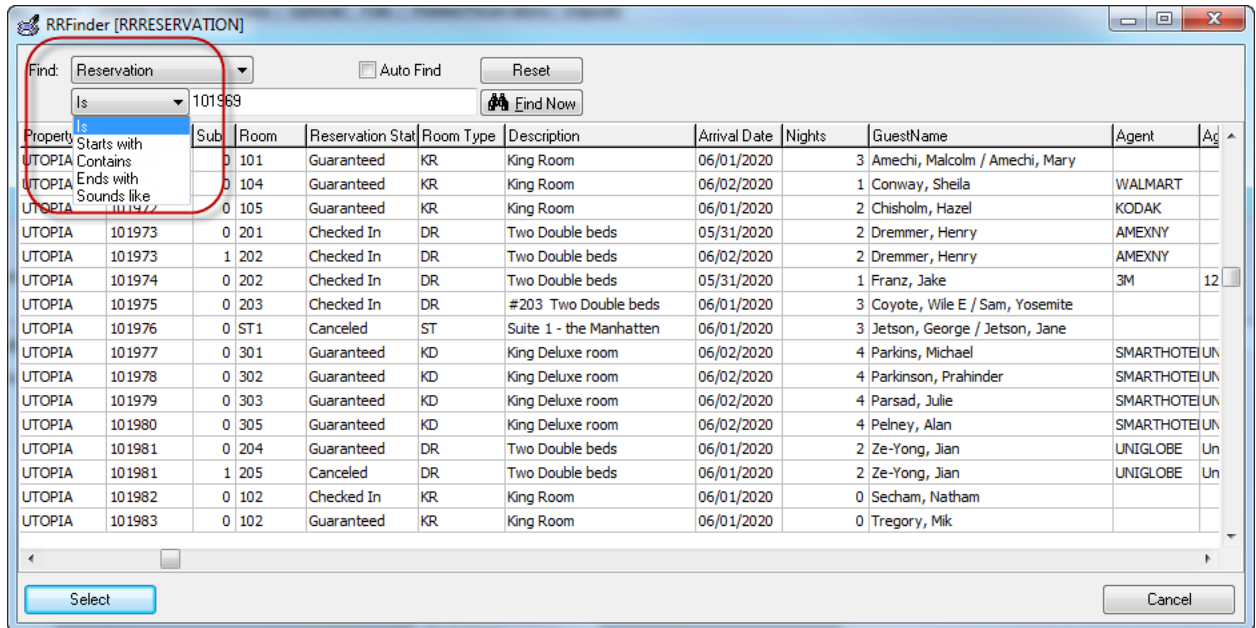 RRFinder [RRRESERVATION]
Find: Reservation Auto Find Reset
Is 101969 Find Now
Is
Starts with
Contains
Ends with
Sounds like
Property Sub Room Reservation Stat Room Type Description Arrival Date Nights GuestName Agent Ag
UTOPIA 0 101 Guaranteed KR King Room 06/01/2020 3 Amechi, Malcolm / Amechi, Mary
UTOPIA 0 104 Guaranteed KR King Room 06/02/2020 1 Conway, Sheila WALMART
UTOPIA 101972 0 105 Guaranteed KR King Room 06/01/2020 2 Chisholm, Hazel KODAK
UTOPIA 101973 0 201 Checked In DR Two Double beds 05/31/2020 2 Dremmer, Henry AMEXNY
UTOPIA 101973 1 202 Checked In DR Two Double beds 06/02/2020 2 Dremmer, Henry AMEXNY
UTOPIA 101974 0 202 Checked In DR Two Double beds 05/31/2020 1 Franz, Jake 3M 12
UTOPIA 101975 0 203 Checked In DR #203 Two Double beds 06/01/2020 3 Coyote, Wile E / Sam, Yosemite
UTOPIA 101976 0 ST1 Canceled ST Suite 1 - the Manhatten 06/01/2020 3 Jetson, George / Jetson, Jane
UTOPIA 101977 0 301 Guaranteed KD King Deluxe room 06/02/2020 4 Parkins, Michael SMARTHOTEL UN
UTOPIA 101978 0 302 Guaranteed KD King Deluxe room 06/02/2020 4 Parkinson, Prahinder SMARTHOTEL UN
UTOPIA 101979 0 303 Guaranteed KD King Deluxe room 06/02/2020 4 Parsad, Julie SMARTHOTEL UN
UTOPIA 101980 0 305 Guaranteed KD King Deluxe room 06/02/2020 4 Pelney, Alan SMARTHOTEL UN
UTOPIA 101981 0 204 Guaranteed DR Two Double beds 06/01/2020 2 Ze-Yong, Jian UNIGLOBE Un
UTOPIA 101981 1 205 Canceled DR Two Double beds 06/01/2020 2 Ze-Yong, Jian UNIGLOBE Un
UTOPIA 101982 0 102 Checked In KR King Room 06/01/2020 0 Secham, Natham
UTOPIA 101983 0 102 Guaranteed KR King Room 06/01/2020 0 Tregory, Mik
Select Cancel